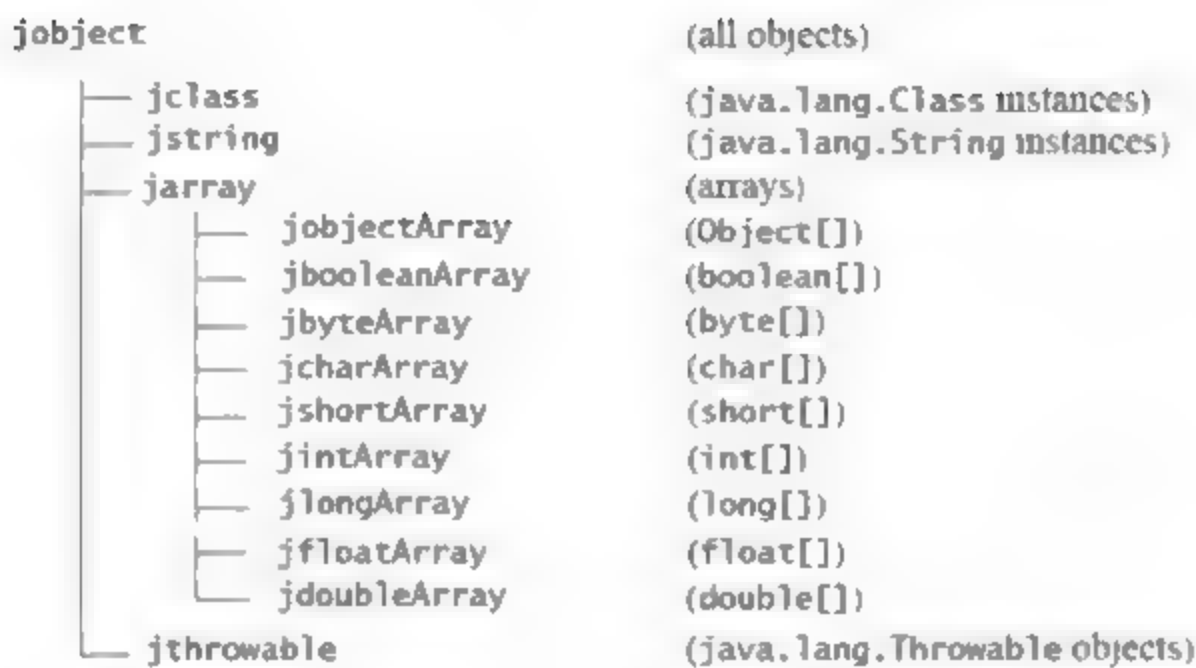 jobject (all objects)
jclass (java.lang.Class instances)
jstring (java.lang.String instances)
jarray (arrays)
jobjectArray (Object[])
jbooleanArray (boolean[])
jbyteArray (byte[])
jcharArray (char[])
jshortArray (short[])
jintArray (int[])
jlongArray (long[])
jfloatArray (float[])
jdoubleArray (double[])
jthrowable (java.lang.Throwable objects)